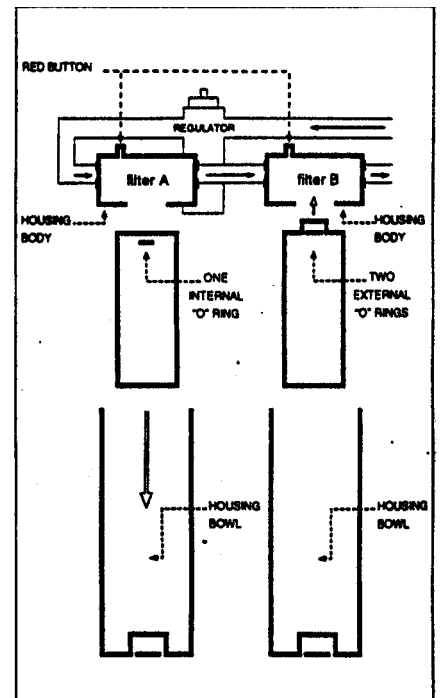 RED BUTTON
REGULATOR
filter A
filter B
HOUSING
BODY
HOUSING
BODY
ONE
INTERNAL
"O" RING
TWO
EXTERNAL
"O" RINGS
HOUSING
BOWL
HOUSING
BOWL